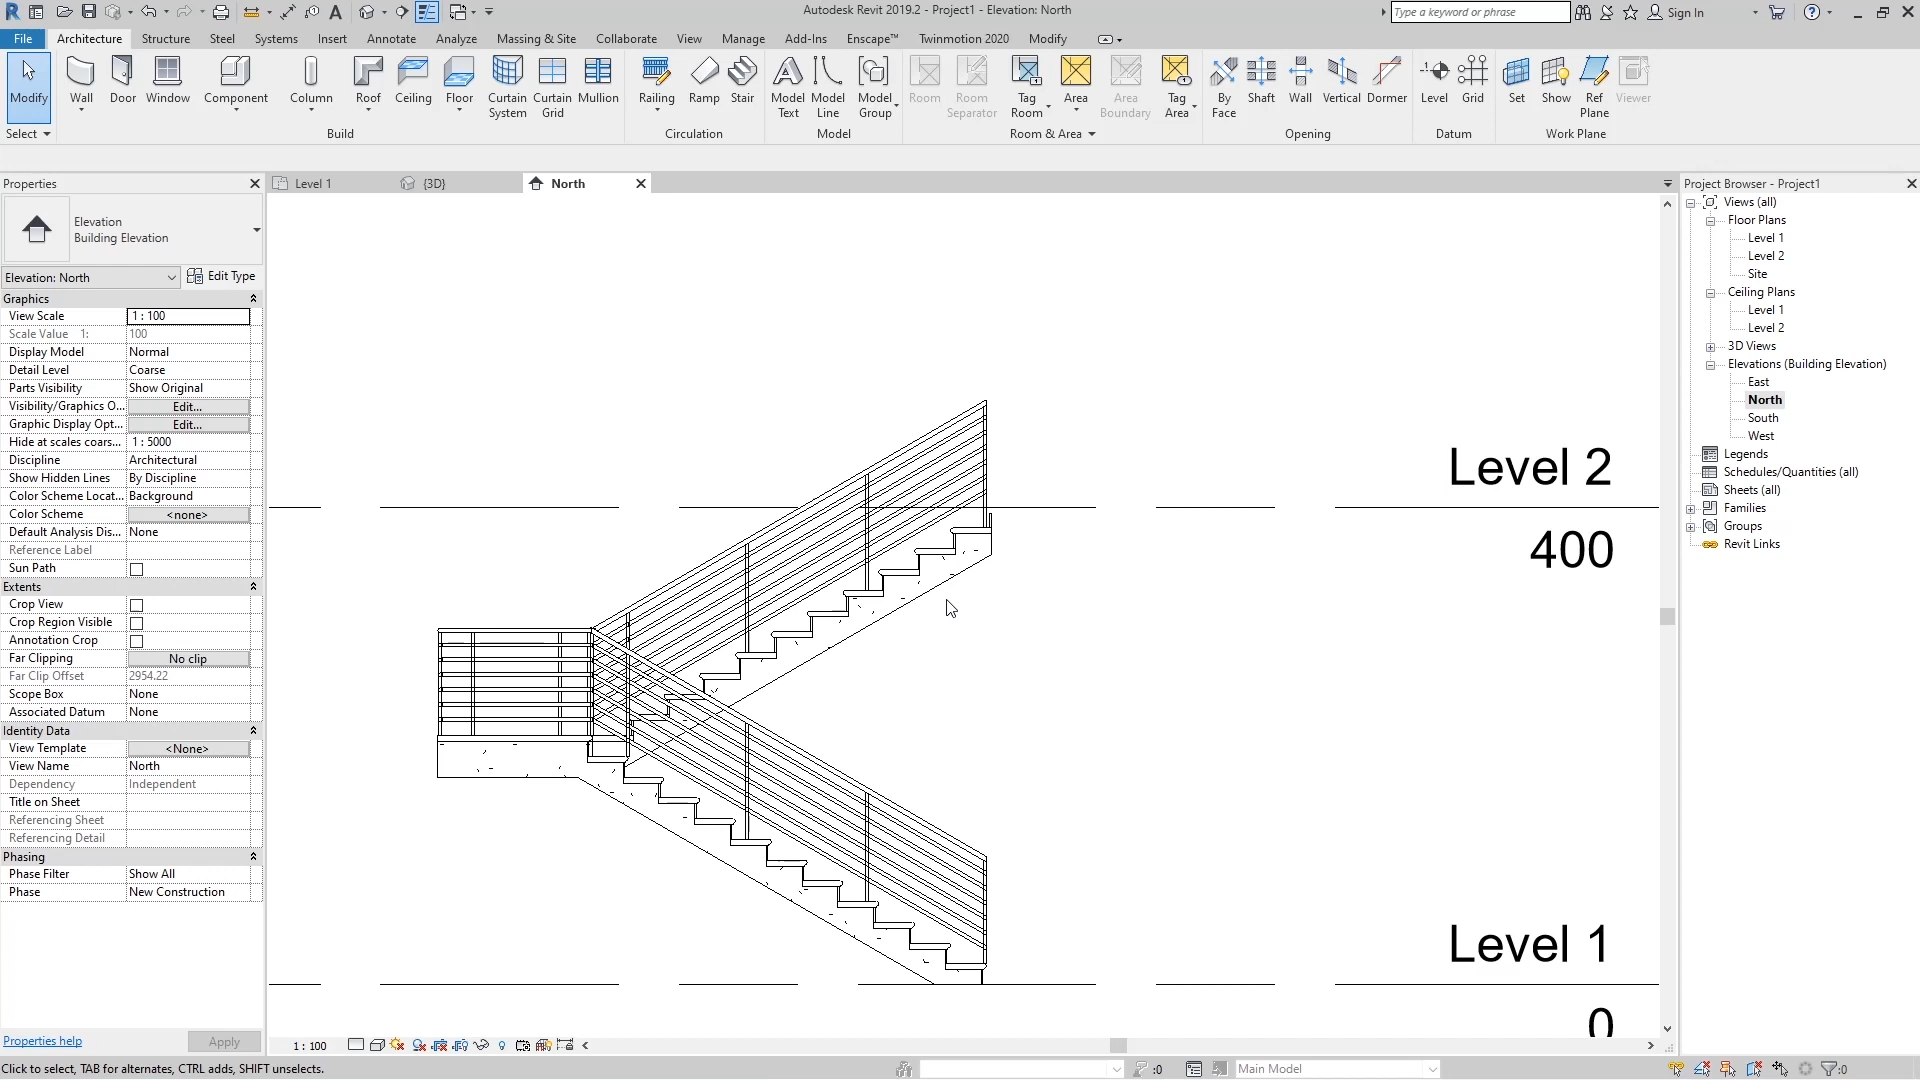 Autodesk Revit 2019.2 - Project1 - Elevation: North
Type a keyword or phrase
Sign In
File Architecture Structure Steel Systems Insert Annotate Analyze Massing & Site Collaborate View Manage Add-Ins Enscape™ Twinmotion 2020 Modify
Modify Wall Door Window Component Column Roof Ceiling Floor Curtain System Curtain Grid Mullion Railing Ramp Stair Model Text Model Line Model Group Room Room Separator Tag Room Area Area Boundary Tag Area By Face Shaft Wall Vertical Dormer Level Grid Set Show Ref Plane Viewer
Select Build Circulation Model Room & Area Opening Datum Work Plane
Properties
Elevation
Building Elevation
Elevation: North Edit Type
Graphics
View Scale 1 : 100
Scale Value 1: 100
Display Model Normal
Detail Level Coarse
Parts Visibility Show Original
Visibility/Graphics O... Edit...
Graphic Display Opt... Edit...
Hide at scales coars... 1 : 5000
Discipline Architectural
Show Hidden Lines By Discipline
Color Scheme Locat... Background
Color Scheme <none>
Default Analysis Dis... None
Reference Label
Sun Path
Extents
Crop View
Crop Region Visible
Annotation Crop
Far Clipping No clip
Far Clip Offset 2954.22
Scope Box None
Associated Datum None
Identity Data
View Template <None>
View Name North
Dependency Independent
Title on Sheet
Referencing Sheet
Referencing Detail
Phasing
Phase Filter Show All
Phase New Construction
Properties help Apply
Level 1 {3D} North
Level 2
400
Level 1
0
1 : 100
Project Browser - Project1
Views (all)
Floor Plans
Level 1
Level 2
Site
Ceiling Plans
Level 1
Level 2
3D Views
Elevations (Building Elevation)
East
North
South
West
Legends
Schedules/Quantities (all)
Sheets (all)
Families
Groups
Revit Links
Click to select, TAB for alternates, CTRL adds, SHIFT unselects.
:0 Main Model :0